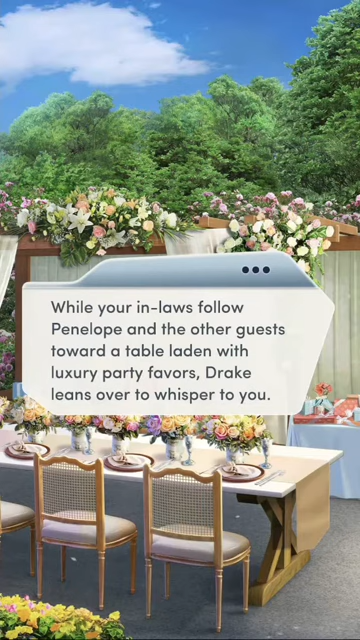 While your in-laws follow
Penelope and the other guests
toward a table laden with
luxury party favors, Drake
leans over to whisper to you.